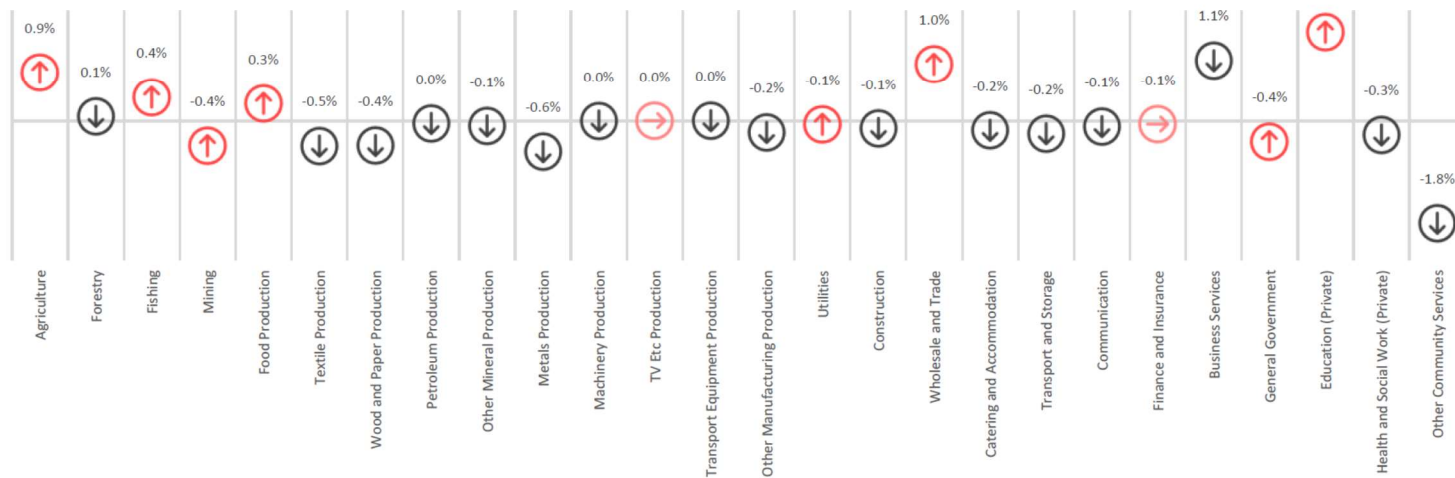 0.9%
0.1%
0.4%
-0.4%
0.3%
-0.5%
-0.4%
0.0%
-0.1%
-0.6%
0.0%
0.0%
0.0%
-0.2%
-0.1%
-0.1%
1.0%
-0.2%
-0.2%
-0.1%
-0.1%
1.1%
-0.4%
-0.3%
-1.8%
Agriculture
Forestry
Fishing
Mining
Food Production
Textile Production
Wood and Paper Production
Petroleum Production
Other Mineral Production
Metals Production
Machinery Production
TV Etc Production
Transport Equipment Production
Other Manufacturing Production
Utilities
Construction
Wholesale and Trade
Catering and Accommodation
Transport and Storage
Communication
Finance and Insurance
Business Services
General Government
Education (Private)
Health and Social Work (Private)
Other Community Services